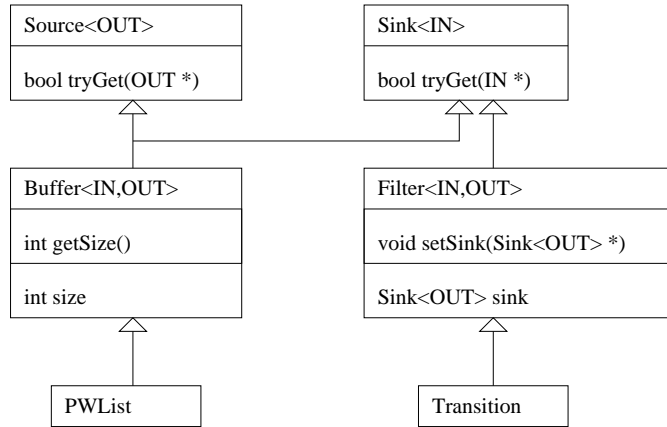 Source<OUT>
bool tryGet(OUT *)
Sink<IN>
bool tryGet(IN *)
Buffer<IN,OUT>
int getSize()
int size
Filter<IN,OUT>
void setSink(Sink<OUT> *)
Sink<OUT> sink
PWList
Transition